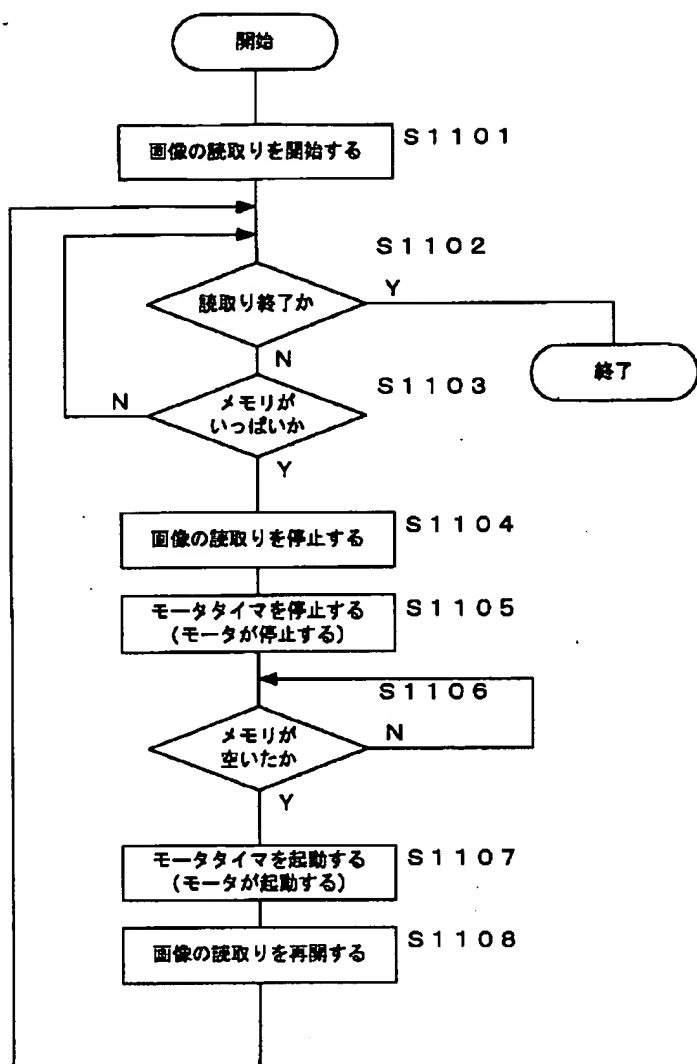 開始
画像の読取りを開始する
S1101
S1102
読取り終了か
Y
N
終了
S1103
メモリが
いっぱいか
N
Y
画像の読取りを停止する
S1104
モータタイマを停止する
(モータが停止する)
S1105
S1106
メモリが
空いたか
N
Y
モータタイマを起動する
(モータが起動する)
S1107
画像の読取りを再開する
S1108